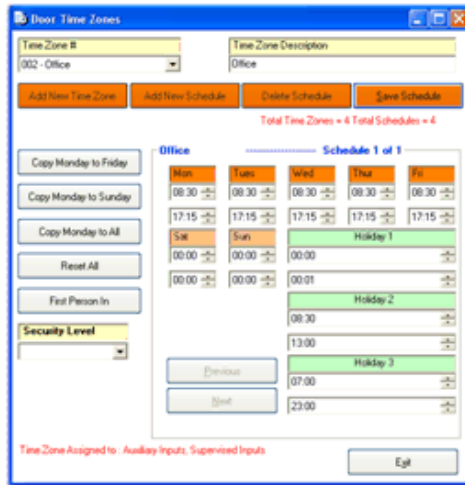 Door Time Zones
Time Zone # Time Zone Description
002 - Office Office
Add New Time Zone Add New Schedule Delete Schedule Save Schedule
Total Time Zones = 4 Total Schedules = 4
Office Schedule 1 of 1
Copy Monday to Friday
Copy Monday to Sunday
Copy Monday to All
Reset All
First Person In
Security Level
Mon Tues Wed Thur Fri
08:30 08:30 08:30 08:30 08:30
17:15 17:15 17:15 17:15 17:15
Sat Sun Holiday 1
00:00 00:00 00:00
00:00 00:00 00:01
Holiday 2
08:30
13:00
Holiday 3
07:00
23:00
Previous
Next
Time Zone Assigned to : Auxiliary Inputs, Supervised Inputs
Exit